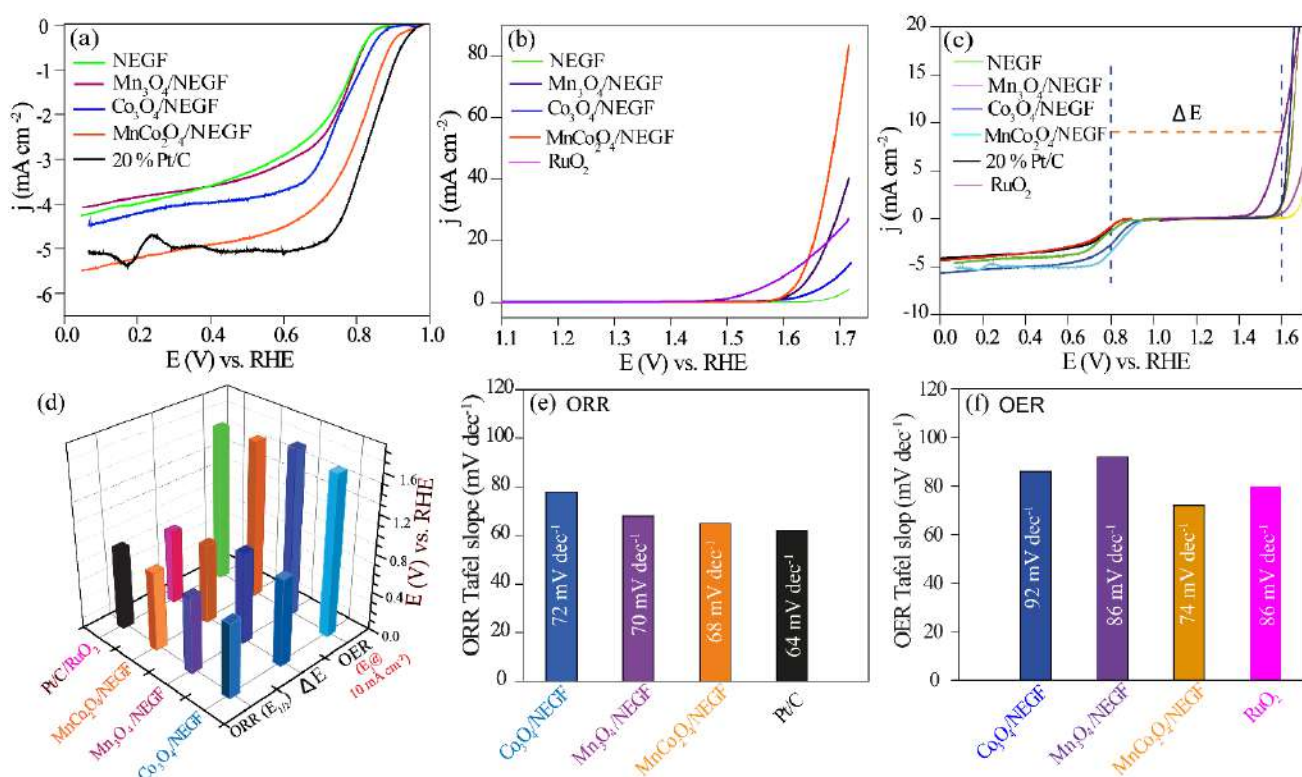 (a)
NEGF
Mn3O4/NEGF
Co3O4/NEGF
MnCo2O4/NEGF
20 % Pt/C
j (mA cm-2)
0
-1
-2
-3
-4
-5
-6
0.0 0.2 0.4 0.6 0.8 1.0
E (V) vs. RHE
(b)
NEGF
Mn3O4/NEGF
Co3O4/NEGF
MnCo2O4/NEGF
RuO2
j (mA cm-2)
80
60
40
20
0
1.1 1.2 1.3 1.4 1.5 1.6 1.7
E (V) vs. RHE
(c)
NEGF
Mn3O4/NEGF
Co3O4/NEGF
MnCo2O4/NEGF
20 % Pt/C
RuO2
Δ E
j (mA cm-2)
20
15
10
5
0
-5
-10
0.0 0.2 0.4 0.6 0.8 1.0 1.2 1.4 1.6
E (V) vs. RHE
(d)
1.6
1.2
0.8
0.4
0.0
E (V) vs. RHE
Pt/C/RuO2
MnCo2O4/NEGF
Mn3O4/NEGF
Co3O4/NEGF
ORR (E1/2)
Δ E
OER
(Ej@
10 mA cm-2)
(e) ORR
ORR Tafel slope (mV dec-1)
120
100
80
60
40
20
0
72 mV dec-1
70 mV dec-1
68 mV dec-1
64 mV dec-1
Co3O4/NEGF
Mn3O4/NEGF
MnCo2O4/NEGF
Pt/C
(f) OER
OER Tafel slop (mV dec-1)
120
100
80
60
40
20
0
92 mV dec-1
86 mV dec-1
74 mV dec-1
86 mV dec-1
Co3O4/NEGF
Mn3O4/NEGF
MnCo2O4/NEGF
RuO2